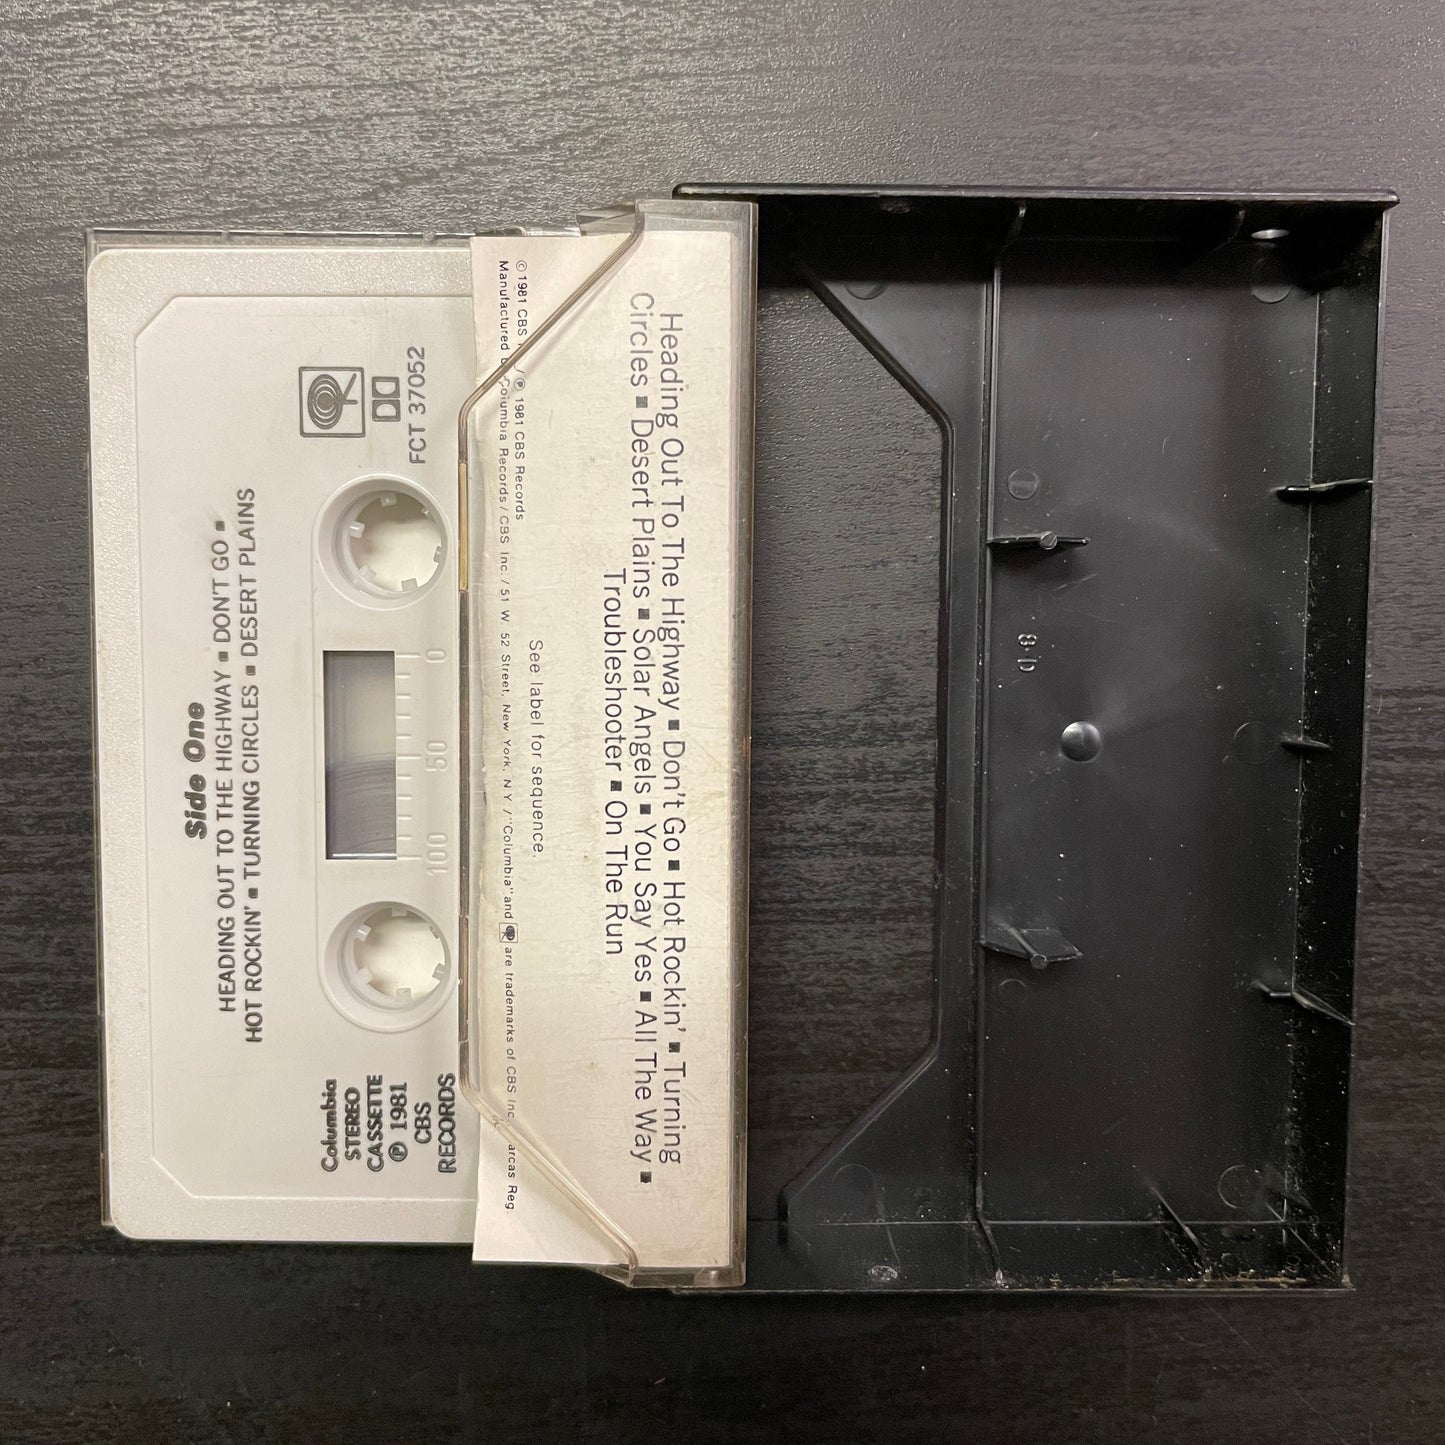 Side One
HEADING OUT TO THE HIGHWAY ▪ DON'T GO ▪
HOT ROCKIN' ▪ TURNING CIRCLES ▪ DESERT PLAINS
FCT 37052
Columbia
STEREO
CASSETTE
℗ 1981
CBS
RECORDS
0 50 100
Heading Out To The Highway ▪ Don't Go ▪ Hot Rockin' ▪ Turning
Circles ▪ Desert Plains ▪ Solar Angels ▪ You Say Yes ▪ All The Way ▪
Troubleshooter ▪ On The Run
See label for sequence.
© 1981 CBS / ℗ 1981 CBS Records
Manufactured by Columbia Records / CBS Inc. / 51 W. 52 Street, New York, N.Y. / "Columbia" and are trademarks of CBS Inc. Marcas Reg.